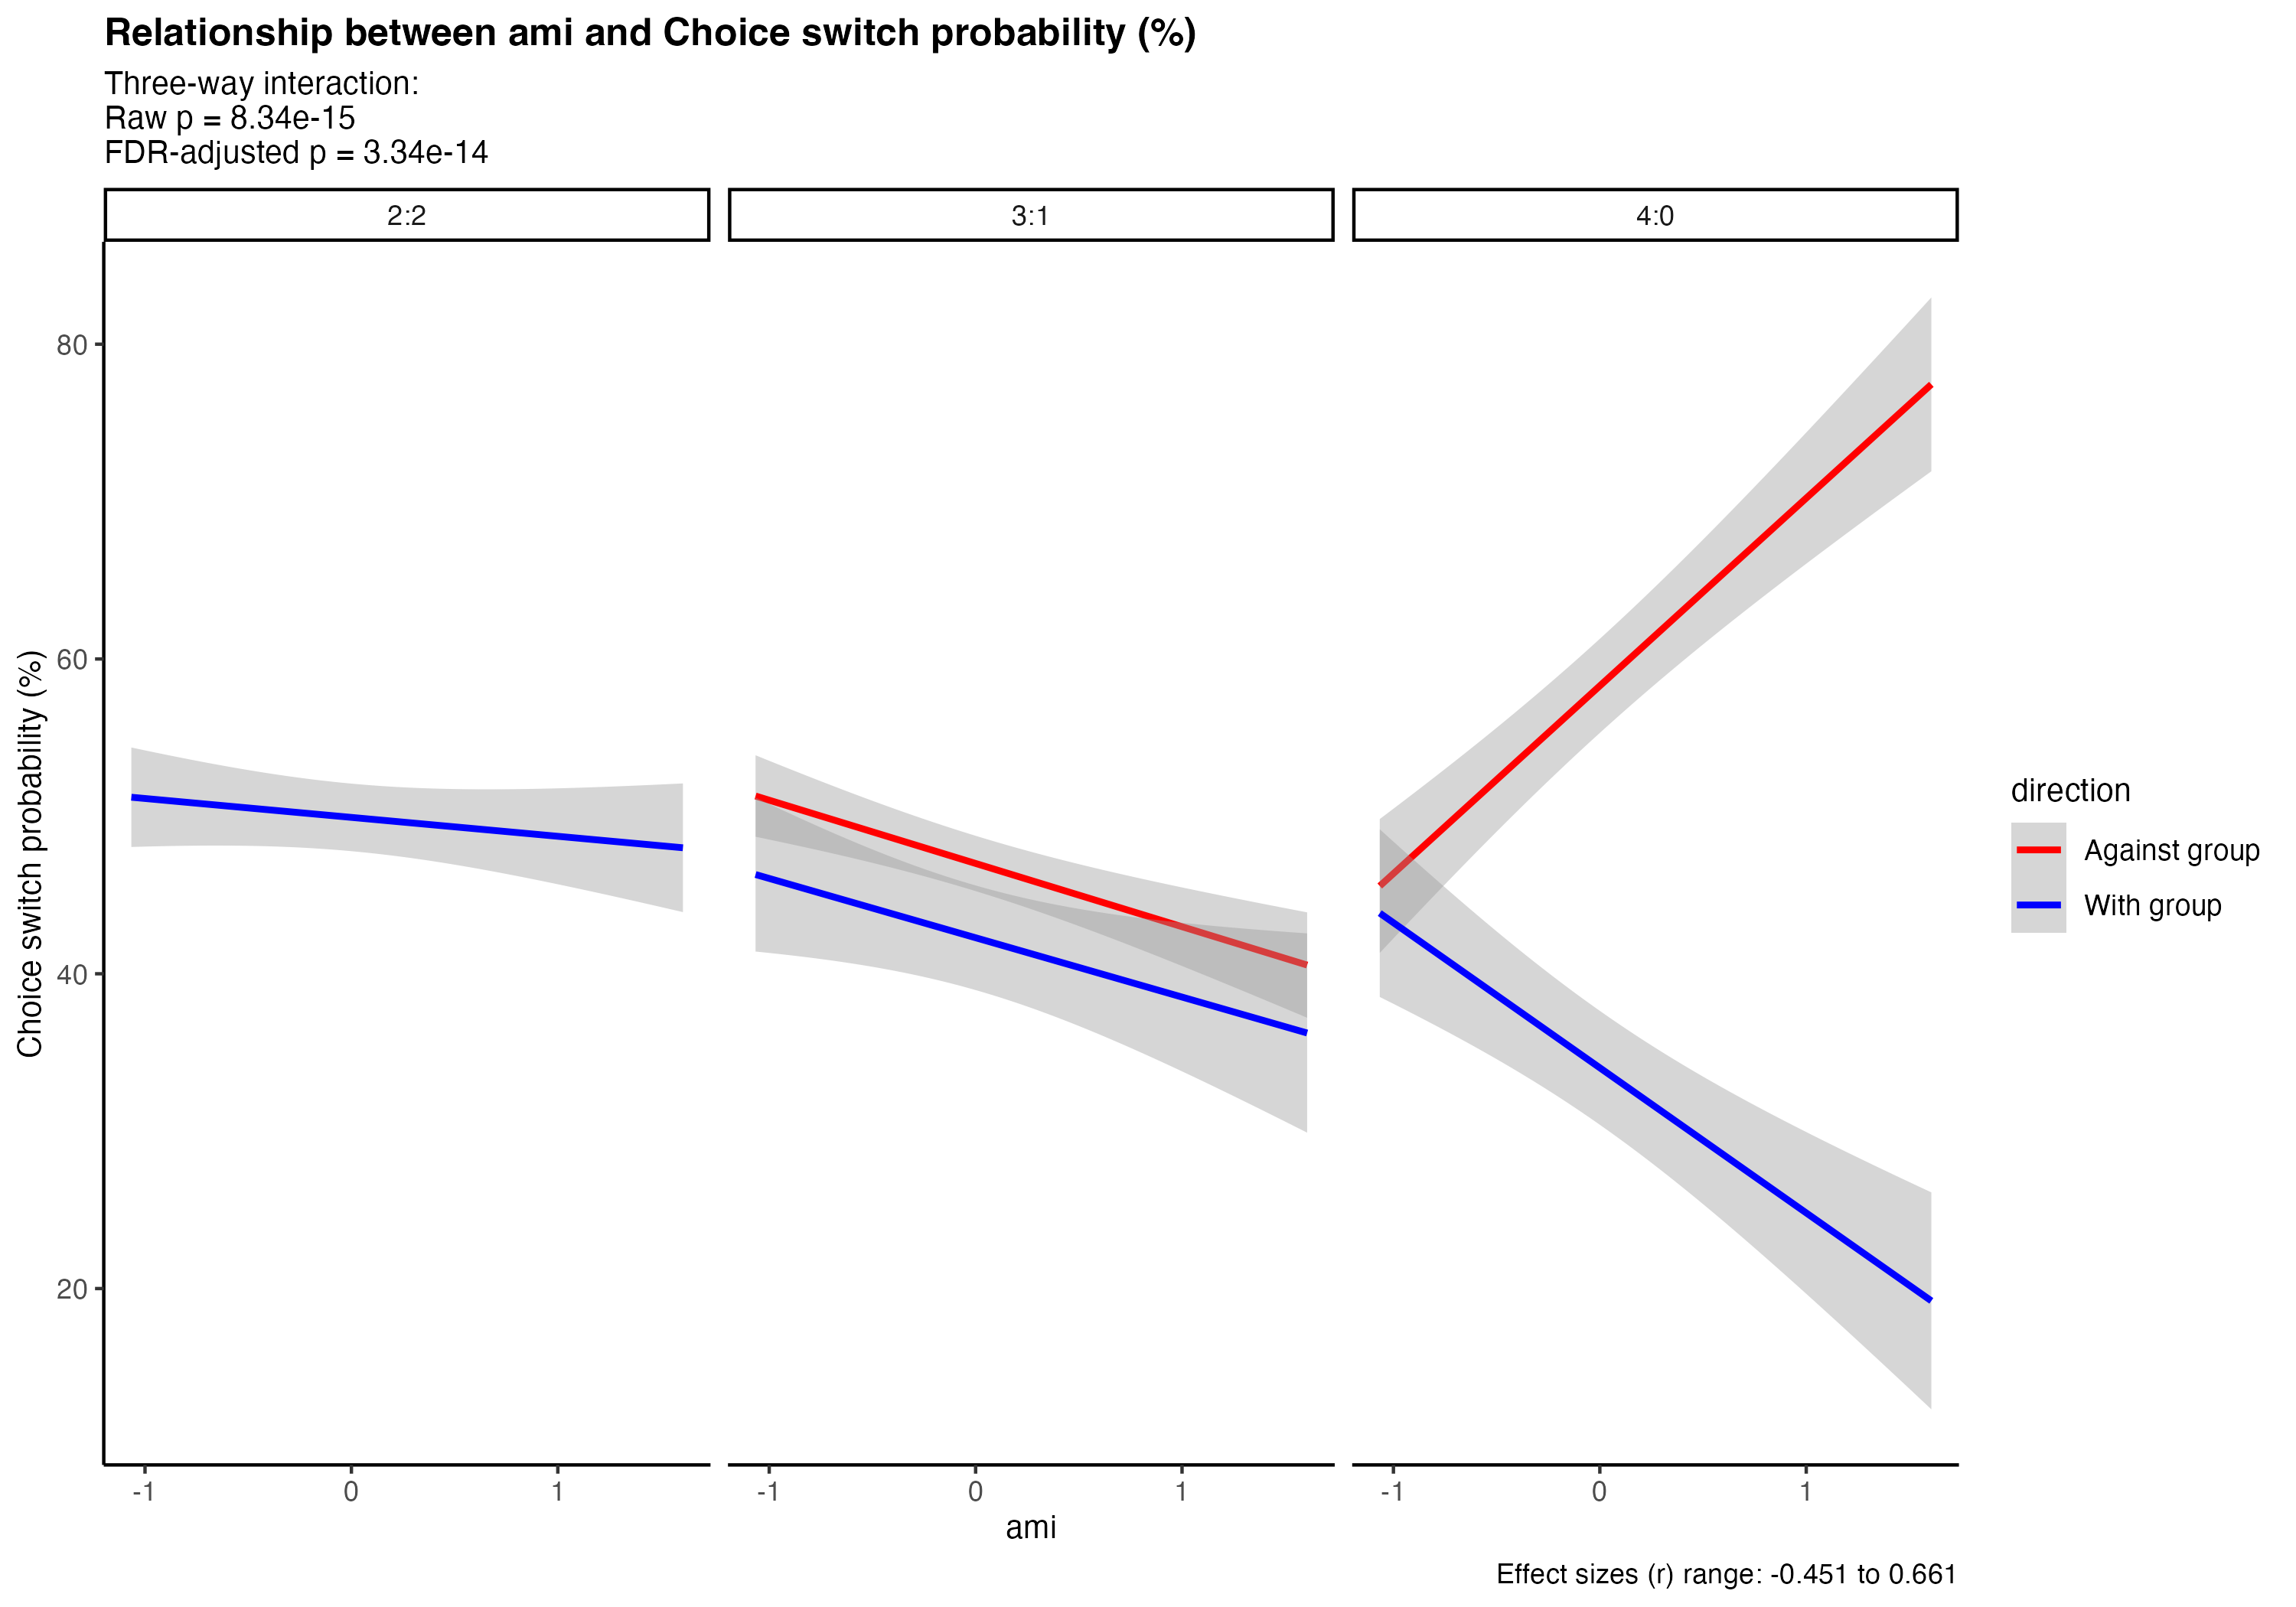 Relationship between ami and Choice switch probability (%)
Three-way interaction:
Raw p = 8.34e-15
FDR-adjusted p = 3.34e-14
2:2
3:1
4:0
80
60
40
20
Choice switch probability (%)
-1
0
1
-1
0
1
-1
0
1
ami
direction
Against group
With group
Effect sizes (r) range: -0.451 to 0.661